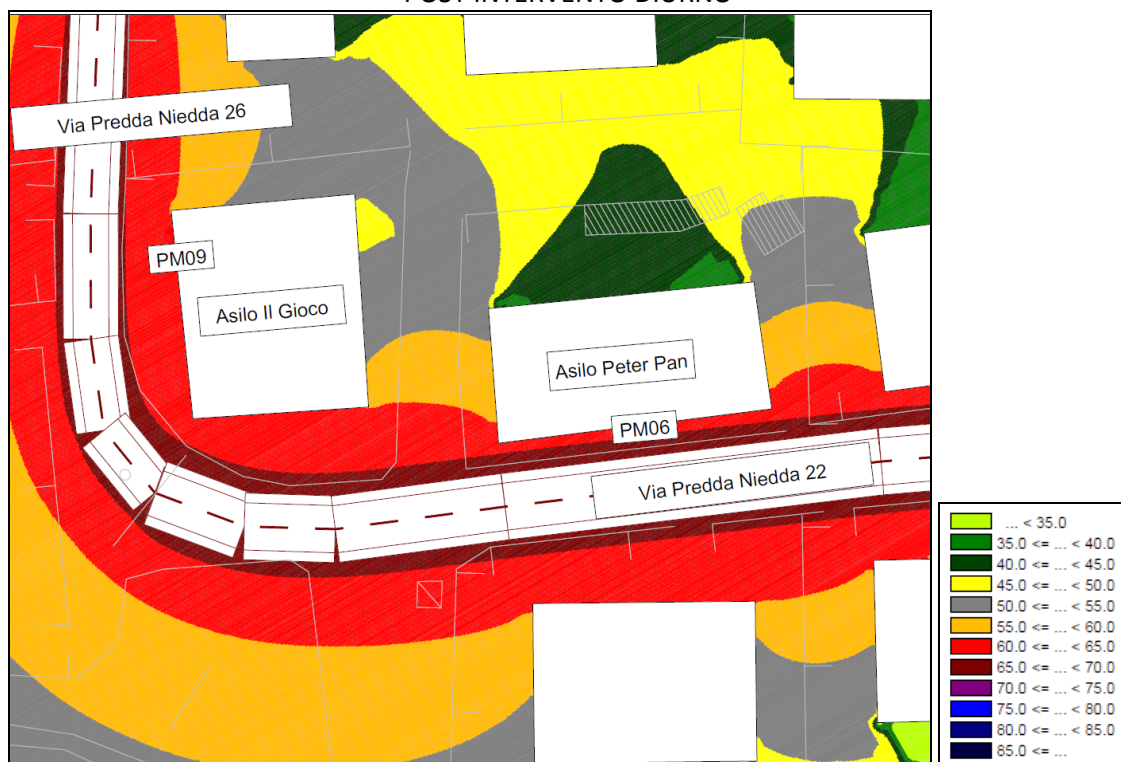 POST INTERVENTO DIURNO
Via Predda Niedda 26
PM09
Asilo Il Gioco
Asilo Peter Pan
PM06
Via Predda Niedda 22
... < 35.0
35.0 <= ... < 40.0
40.0 <= ... < 45.0
45.0 <= ... < 50.0
50.0 <= ... < 55.0
55.0 <= ... < 60.0
60.0 <= ... < 65.0
65.0 <= ... < 70.0
70.0 <= ... < 75.0
75.0 <= ... < 80.0
80.0 <= ... < 85.0
85.0 <= ...